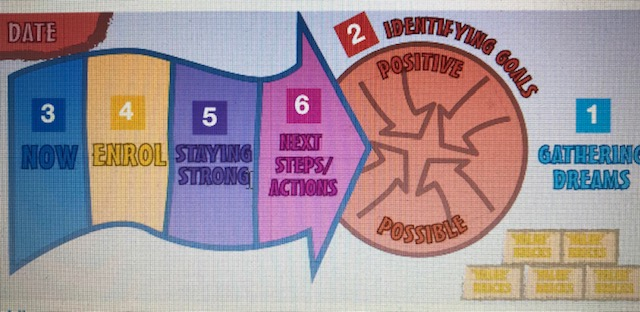 DATE
2 IDENTIFYING GOALS
POSITIVE
3
NOW
4
ENROL
5
STAYING
STRONG
6
NEXT
STEPS/
ACTIONS
1
GATHERING
DREAMS
POSSIBLE